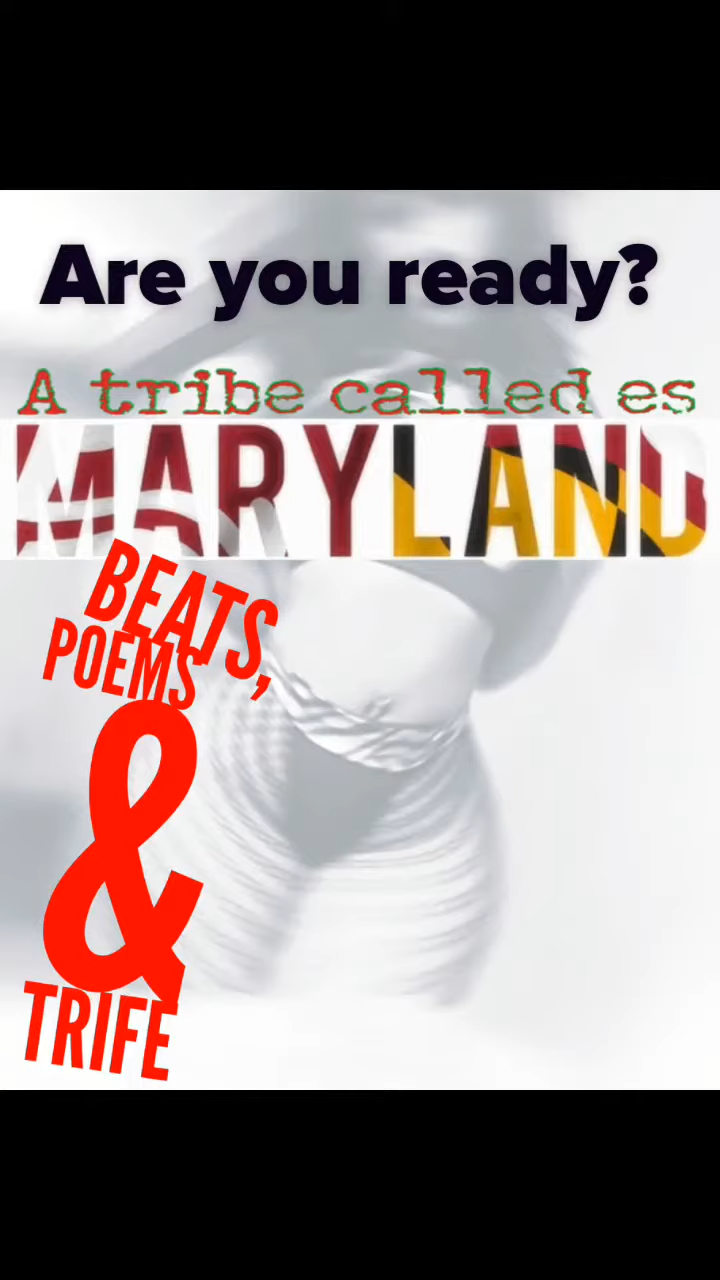 Are you ready?
A tribe called es
MARYLAND
BEATS,
POEMS
&
TRIFE